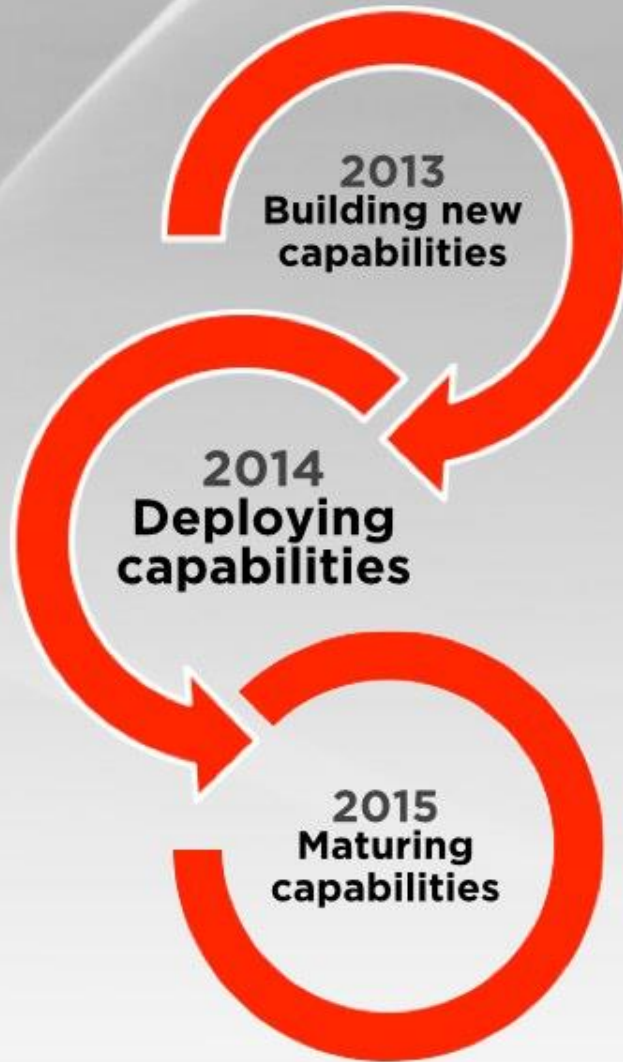 2013
Building new
capabilities
2014
Deploying
capabilities
2015
Maturing
capabilities